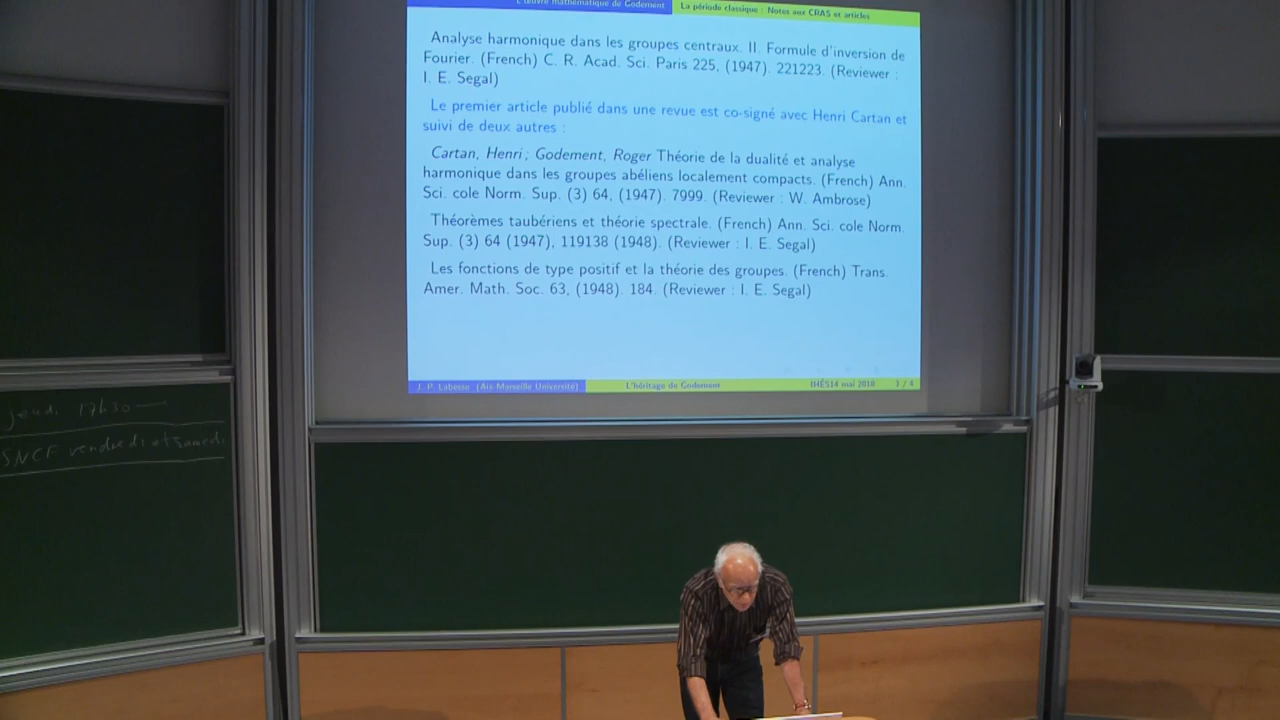 L'œuvre mathématique de Godement
La période classique : Notes aux CRAS et articles
Analyse harmonique dans les groupes centraux. II. Formule d'inversion de
Fourier. (French) C. R. Acad. Sci. Paris 225, (1947). 221223. (Reviewer :
I. E. Segal)
Le premier article publié dans une revue est co-signé avec Henri Cartan et
suivi de deux autres :
Cartan, Henri; Godement, Roger Théorie de la dualité et analyse
harmonique dans les groupes abéliens localement compacts. (French) Ann.
Sci. cole Norm. Sup. (3) 64, (1947). 7999. (Reviewer : W. Ambrose)
Théorèmes taubériens et théorie spectrale. (French) Ann. Sci. cole Norm.
Sup. (3) 64 (1947), 119138 (1948). (Reviewer : I. E. Segal)
Les fonctions de type positif et la théorie des groupes. (French) Trans.
Amer. Math. Soc. 63, (1948). 184. (Reviewer : I. E. Segal)
J. P. Labesse (Aix Marseille Université)
L'héritage de Godement
IHÉS14 mai 2018
3 / 4
jeudi 17h30 —
SNCF vendredi et samedi